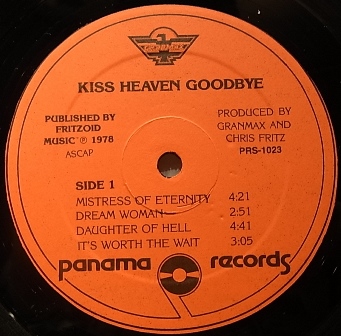 GRANMAX
KISS HEAVEN GOODBYE
PUBLISHED BY
FRITZOID
MUSIC ℗ 1978
ASCAP
PRODUCED BY
GRANMAX AND
CHRIS FRITZ
PRS-1023
SIDE 1
MISTRESS OF ETERNITY 4:21
DREAM WOMAN 2:51
DAUGHTER OF HELL 4:41
IT'S WORTH THE WAIT 3:05
panama records